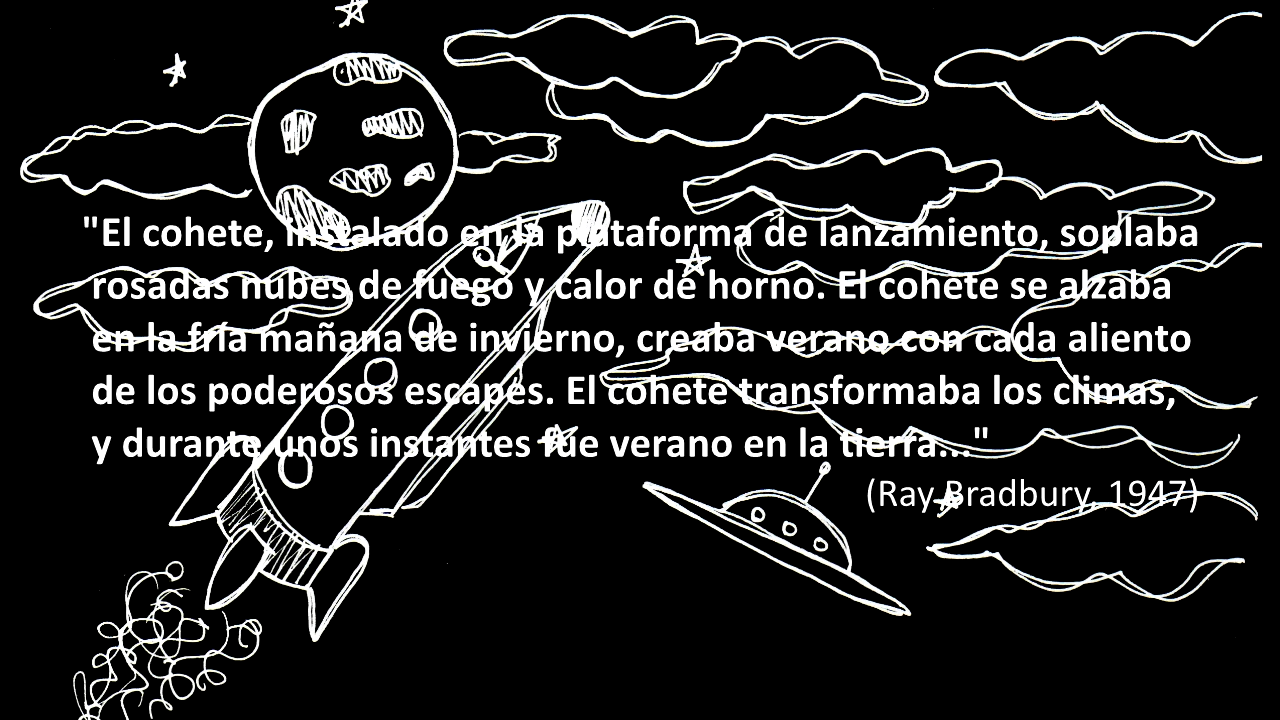 "El cohete, instalado en la plataforma de lanzamiento, soplaba
rosadas nubes de fuego y calor de horno. El cohete se alzaba
en la fría mañana de invierno, creaba verano con cada aliento
de los poderosos escapes. El cohete transformaba los climas,
y durante unos instantes fue verano en la tierra..."
(Ray Bradbury, 1947)